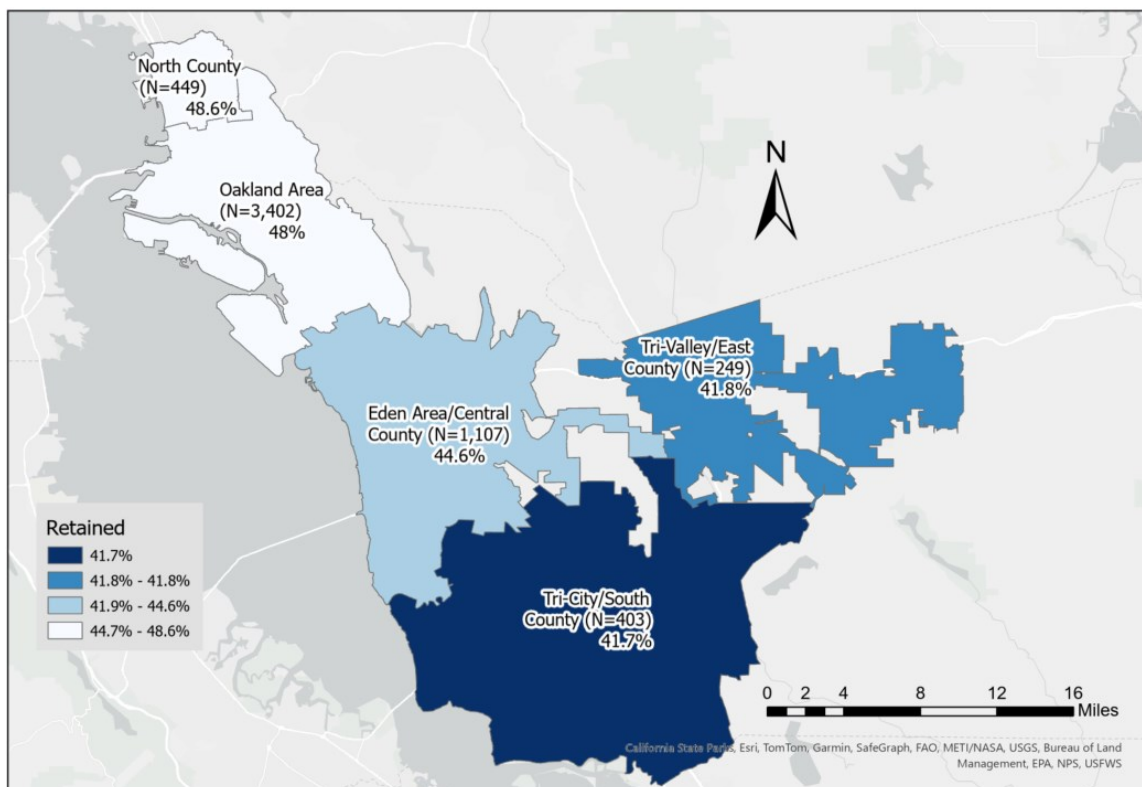 North County
(N=449)
48.6%
Oakland Area
(N=3,402)
48%
N
Tri-Valley/East
County (N=249)
41.8%
Eden Area/Central
County (N=1,107)
44.6%
Retained
41.7%
41.8% - 41.8%
41.9% - 44.6%
44.7% - 48.6%
Tri-City/South
County (N=403)
41.7%
0 2 4 8 12 16
Miles
California State Parks, Esri, TomTom, Garmin, SafeGraph, FAO, METI/NASA, USGS, Bureau of Land
Management, EPA, NPS, USFWS